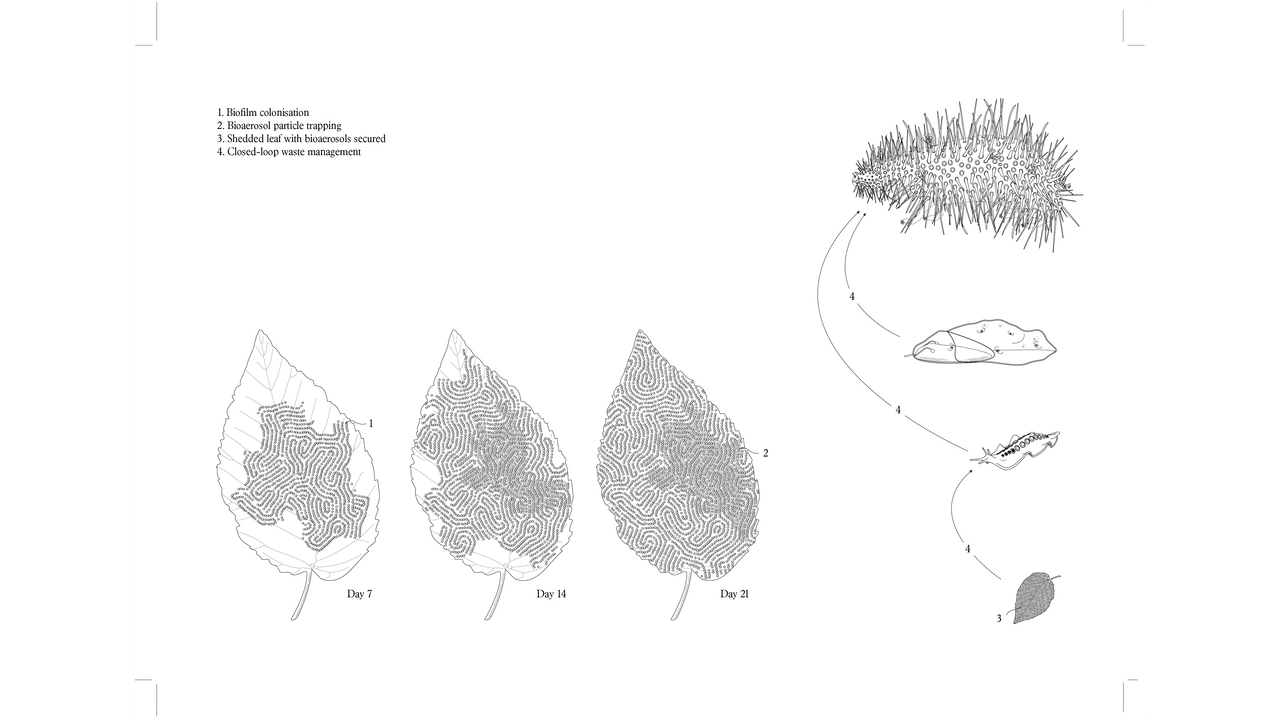 1. Biofilm colonisation
2. Bioaerosol particle trapping
3. Shedded leaf with bioaerosols secured
4. Closed-loop waste management
4
4
1
2
4
Day 7
Day 14
Day 21
3